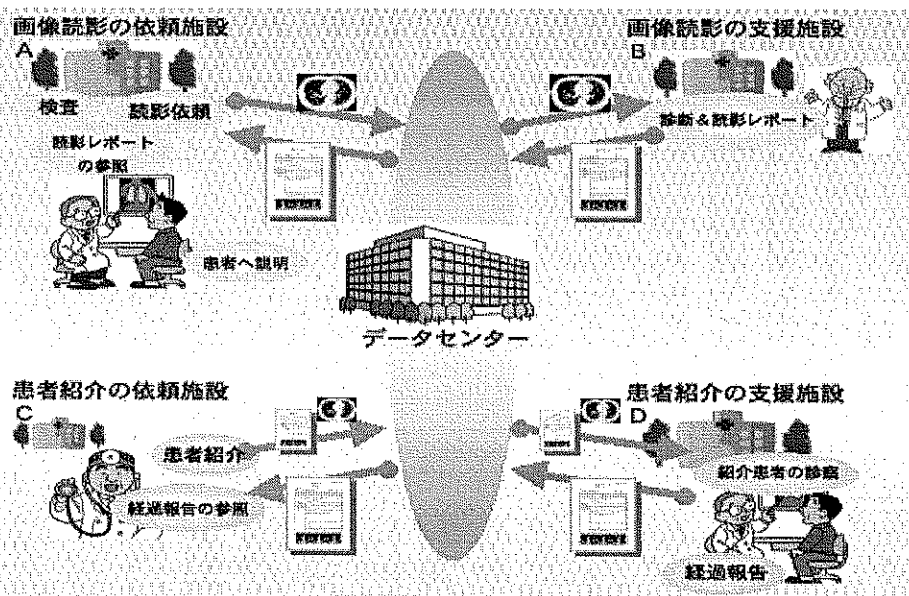 画像読影の依頼施設
A
検査
読影依頼
読影レポート
の参照
患者へ説明
画像読影の支援施設
B
診断&読影レポート
データセンター
患者紹介の依頼施設
C
患者紹介
経過報告の参照
患者紹介の支援施設
D
紹介患者の診察
経過報告